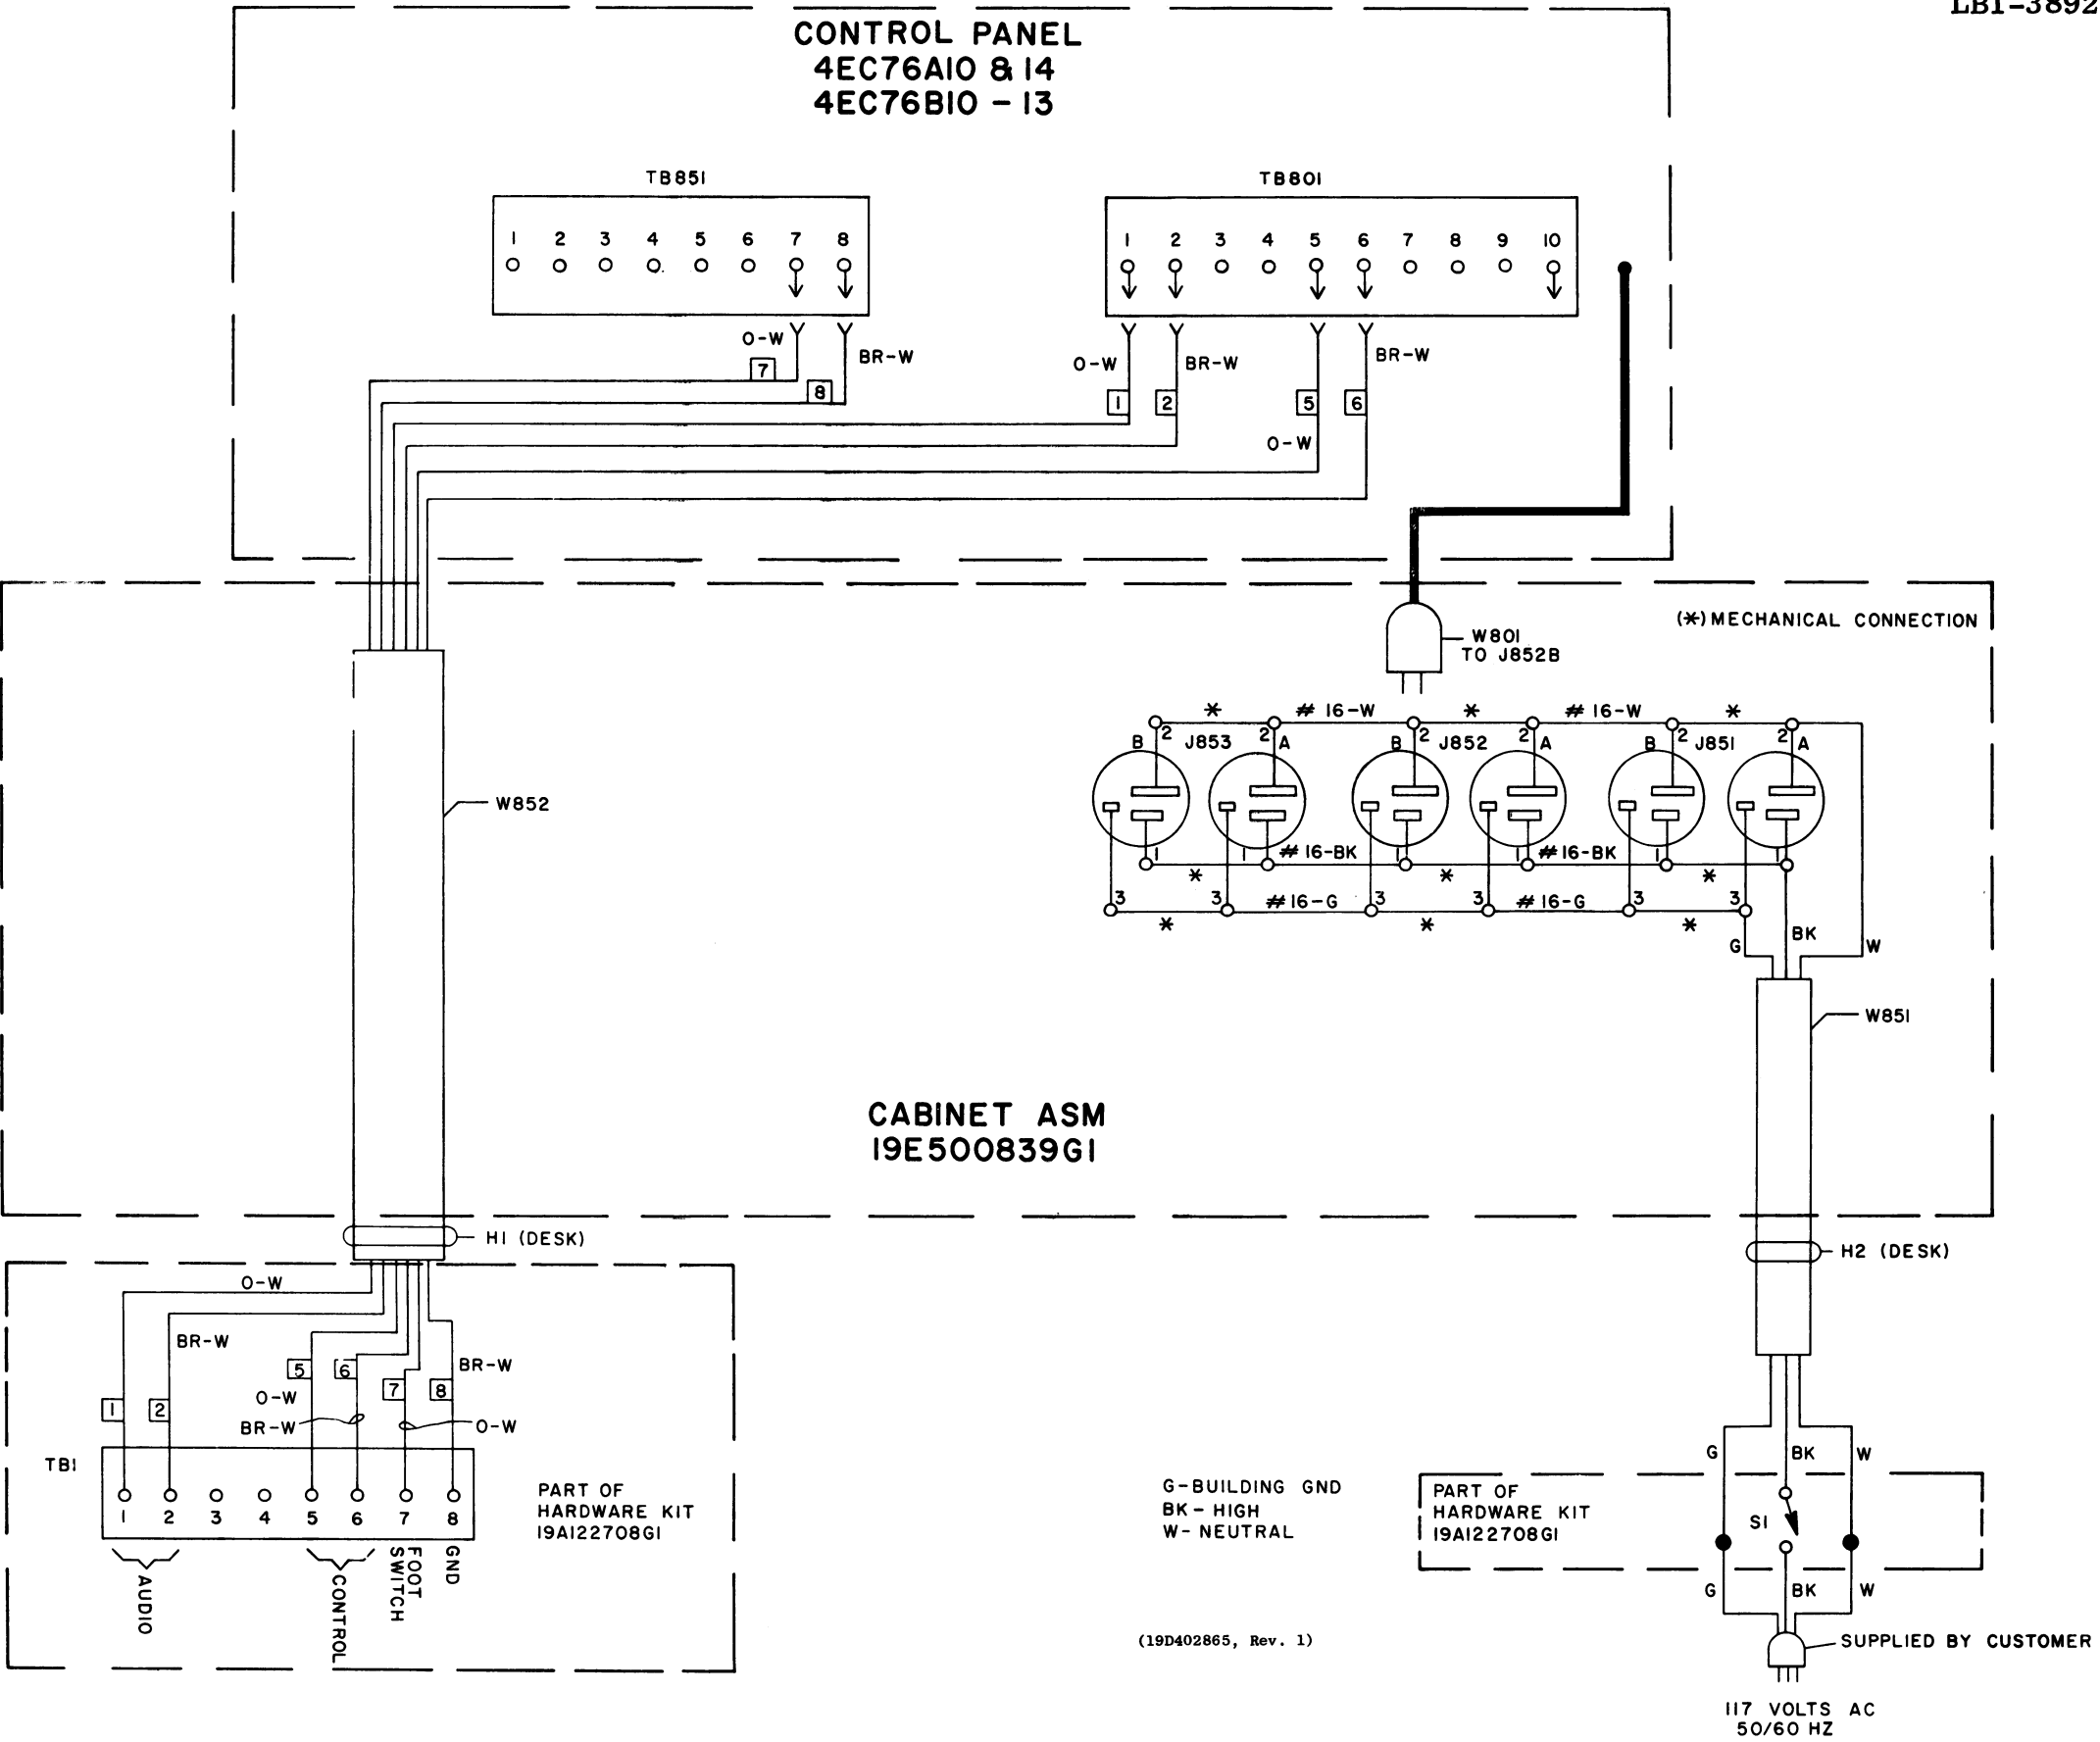 LBI-3892
CONTROL PANEL
4EC76A10 & 14
4EC76B10 - 13
TB851
TB801
1 2 3 4 5 6 7 8
1 2 3 4 5 6 7 8 9 10
O-W
BR-W
7
8
O-W
BR-W
BR-W
1
2
5
6
O-W
(*) MECHANICAL CONNECTION
W801
TO J852B
* # 16-W * # 16-W *
B 2 J853 2 A B 2 J852 2 A B 2 J851 2 A
W852
1 1 # 16-BK 1 1 # 16-BK 1 1
* * *
3 3 # 16-G 3 3 # 16-G 3 3
* * *
G BK W
W851
CABINET ASM
19E500839G1
H1 (DESK)
H2 (DESK)
O-W
BR-W
5
6
BR-W
7
8
O-W
1
2
BR-W
O-W
TB1
1 2 3 4 5 6 7 8
AUDIO
CONTROL
FOOT
SWITCH
GND
PART OF
HARDWARE KIT
19A122708G1
G-BUILDING GND
BK - HIGH
W- NEUTRAL
G BK W
PART OF
HARDWARE KIT
19A122708G1
S1
G BK W
(19D402865, Rev. 1)
SUPPLIED BY CUSTOMER
117 VOLTS AC
50/60 HZ